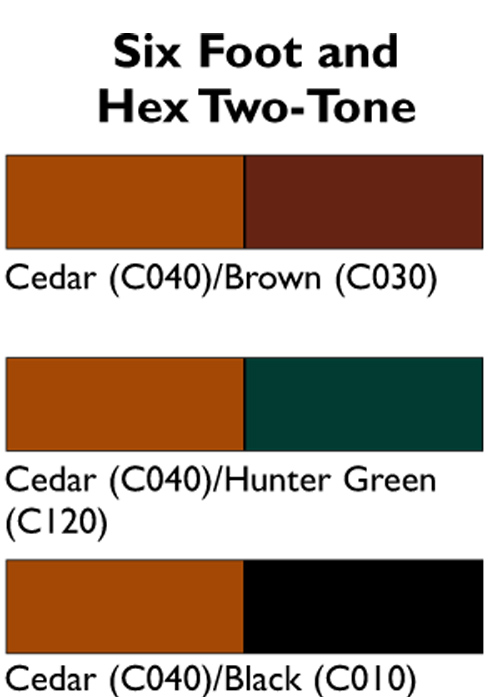 Six Foot and
Hex Two-Tone
Cedar (C040)/Brown (C030)
Cedar (C040)/Hunter Green
(C120)
Cedar (C040)/Black (C010)